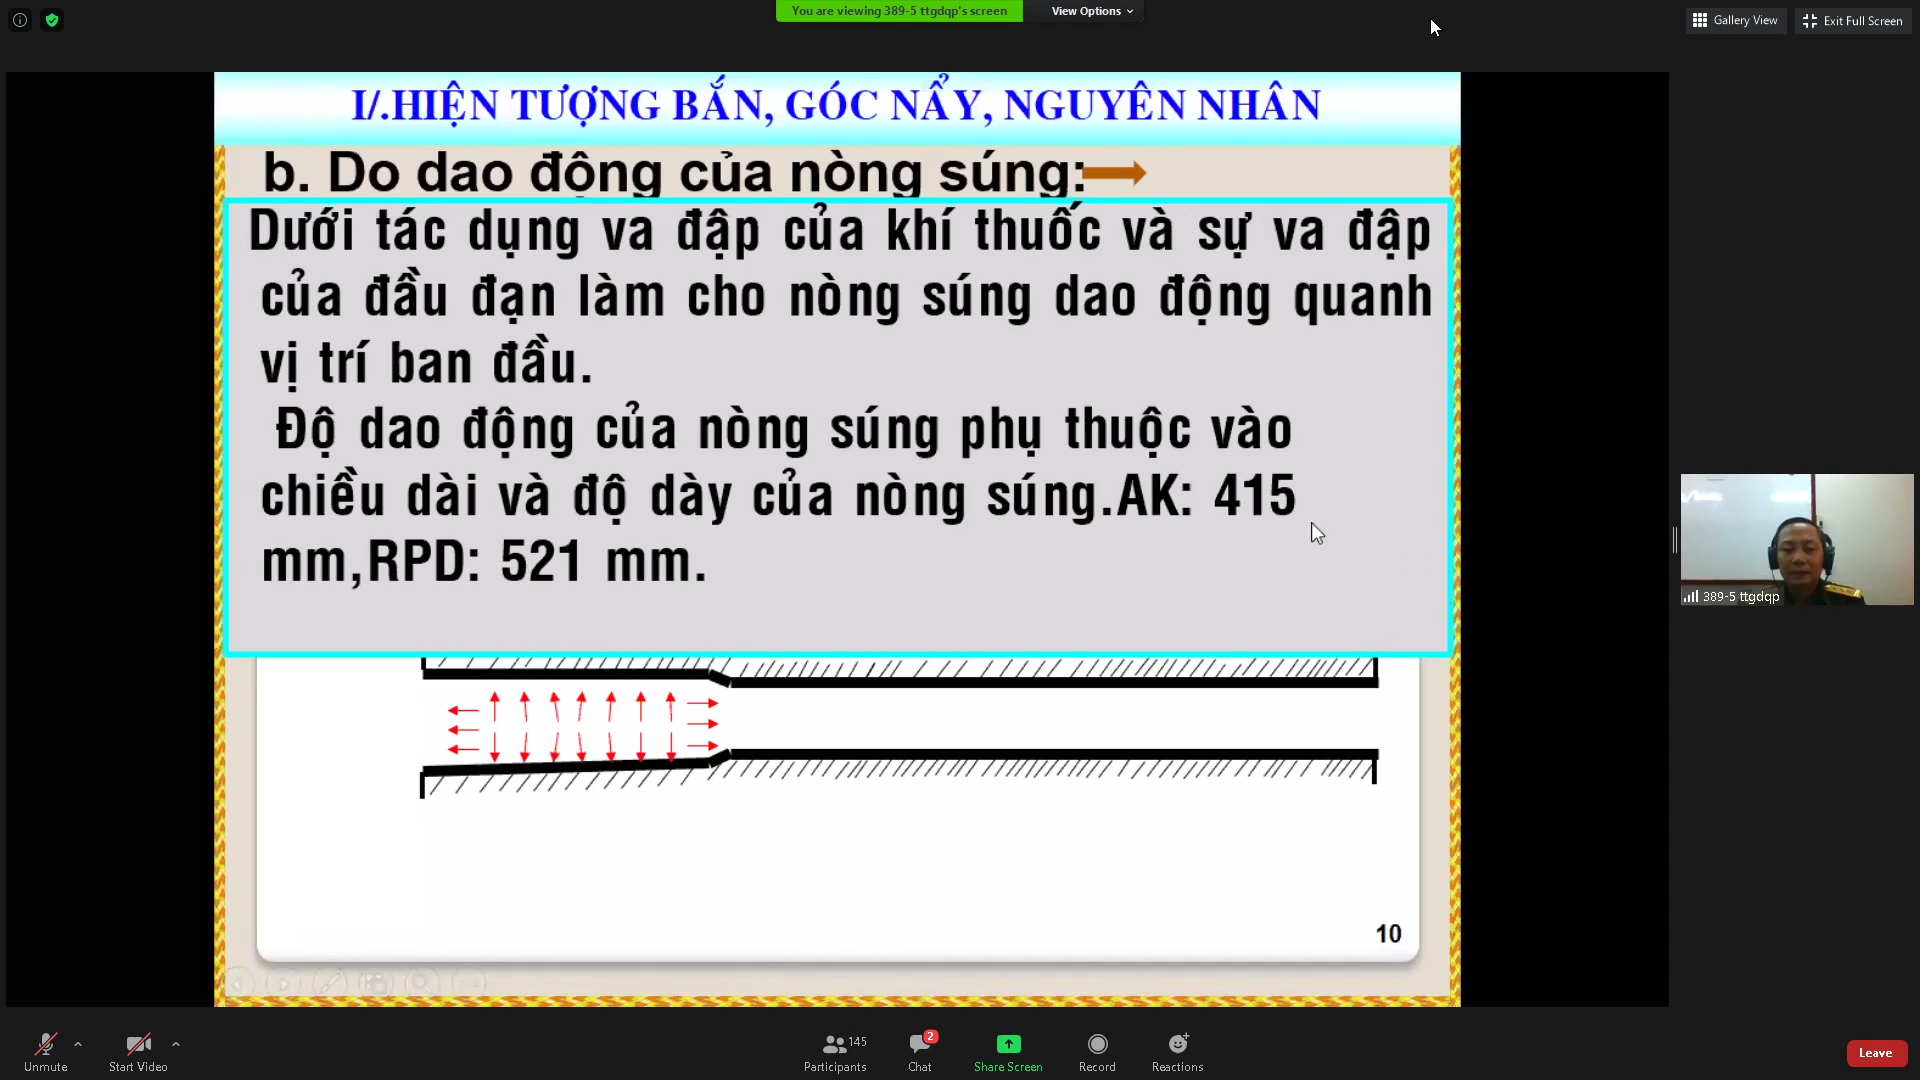 You are viewing 389-5 ttgdqp's screen
View Options
Gallery View
Exit Full Screen
I/.HIỆN TƯỢNG BẮN, GÓC NẨY, NGUYÊN NHÂN
b. Do dao động của nòng súng:
Dưới tác dụng va đập của khí thuốc và sự va đập
của đầu đạn làm cho nòng súng dao động quanh
vị trí ban đầu.
Độ dao động của nòng súng phụ thuộc vào
chiều dài và độ dày của nòng súng.AK: 415
mm,RPD: 521 mm.
10
389-5 ttgdqp
Unmute
Start Video
Participants
145
Chat
2
Share Screen
Record
Reactions
Leave